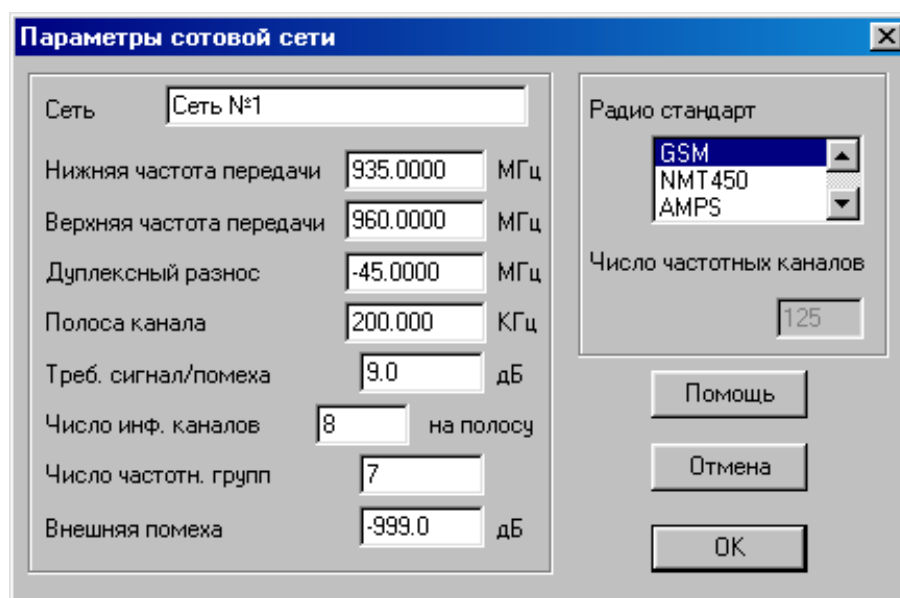 Параметры сотовой сети
Сеть Сеть №1
Нижняя частота передачи 935.0000 МГц
Верхняя частота передачи 960.0000 МГц
Дуплексный разнос -45.0000 МГц
Полоса канала 200.000 КГц
Треб. сигнал/помеха 9.0 дБ
Число инф. каналов 8 на полосу
Число частотн. групп 7
Внешняя помеха -999.0 дБ
Радио стандарт
GSM
NMT450
AMPS
Число частотных каналов
125
Помощь
Отмена
OK